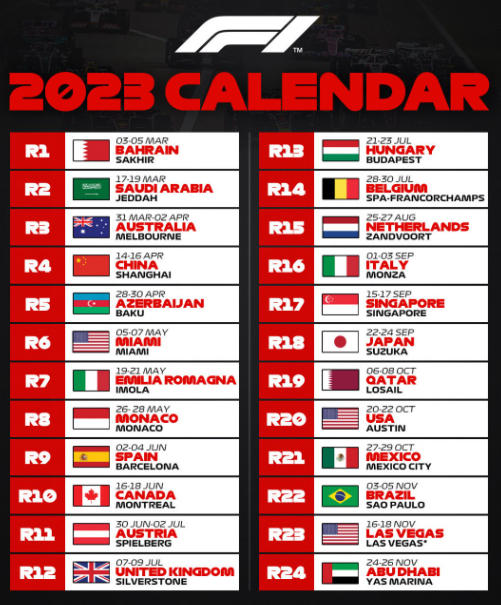 F1 ™
2023 CALENDAR
R1
03-05 MAR
BAHRAIN
SAKHIR
R2
17-19 MAR
SAUDI ARABIA
JEDDAH
R3
31 MAR-02 APR
AUSTRALIA
MELBOURNE
R4
14-16 APR
CHINA
SHANGHAI
R5
28-30 APR
AZERBAIJAN
BAKU
R6
05-07 MAY
MIAMI
MIAMI
R7
19-21 MAY
EMILIA ROMAGNA
IMOLA
R8
26-28 MAY
MONACO
MONACO
R9
02-04 JUN
SPAIN
BARCELONA
R10
16-18 JUN
CANADA
MONTREAL
R11
30 JUN-02 JUL
AUSTRIA
SPIELBERG
R12
07-09 JUL
UNITED KINGDOM
SILVERSTONE
R13
21-23 JUL
HUNGARY
BUDAPEST
R14
28-30 JUL
BELGIUM
SPA-FRANCORCHAMPS
R15
25-27 AUG
NETHERLANDS
ZANDVOORT
R16
01-03 SEP
ITALY
MONZA
R17
15-17 SEP
SINGAPORE
SINGAPORE
R18
22-24 SEP
JAPAN
SUZUKA
R19
06-08 OCT
QATAR
LOSAIL
R20
20-22 OCT
USA
AUSTIN
R21
27-29 OCT
MEXICO
MEXICO CITY
R22
03-05 NOV
BRAZIL
SAO PAULO
R23
16-18 NOV
LAS VEGAS
LAS VEGAS*
R24
24-26 NOV
ABU DHABI
YAS MARINA